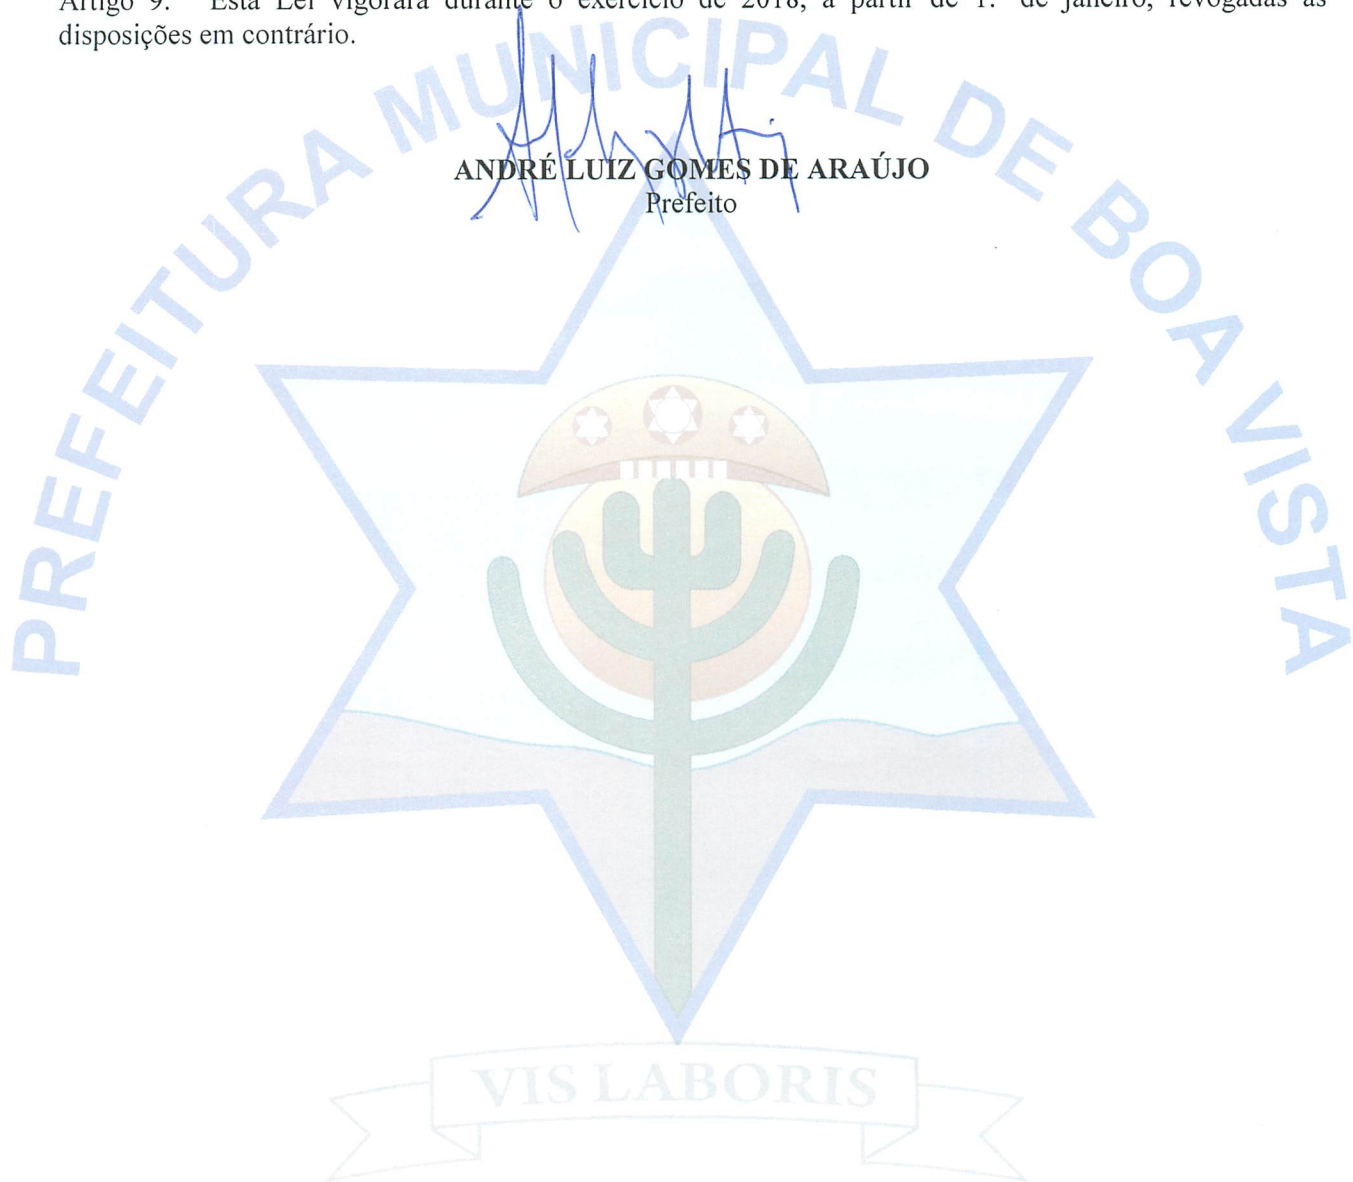 Artigo 9.º Esta Lei vigorará durante o exercício de 2018, a partir de 1.º de janeiro, revogadas as
disposições em contrário.
ANDRÉ LUIZ GOMES DE ARAÚJO
Prefeito
PREFEITURA MUNICIPAL DE BOA VISTA
VIS LABORIS